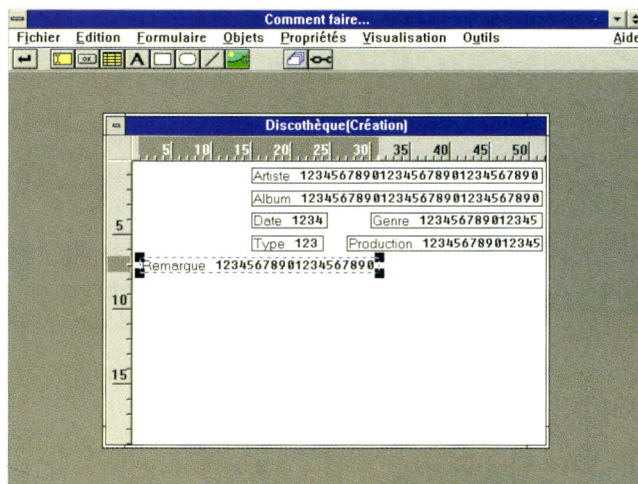 Comment faire...
Fichier Edition Formulaire Objets Propriétés Visualisation Outils Aide
OK A
Discothèque(Création)
5 10 15 20 25 30 35 40 45 50
Artiste 123456789012345678901234567890
Album 123456789012345678901234567890
5
Date 1234 Genre 123456789012345
Type 123 Production 123456789012345
Remarque 12345678901234567890
10
15